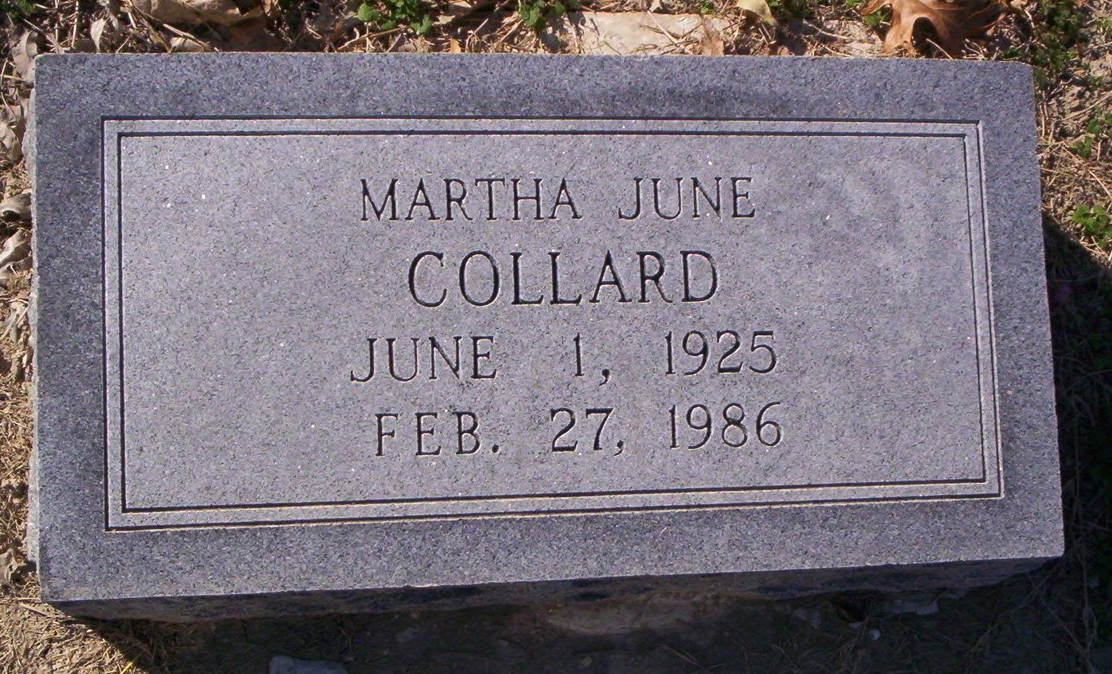 MARTHA JUNE
COLLARD
JUNE 1, 1925
FEB. 27, 1986